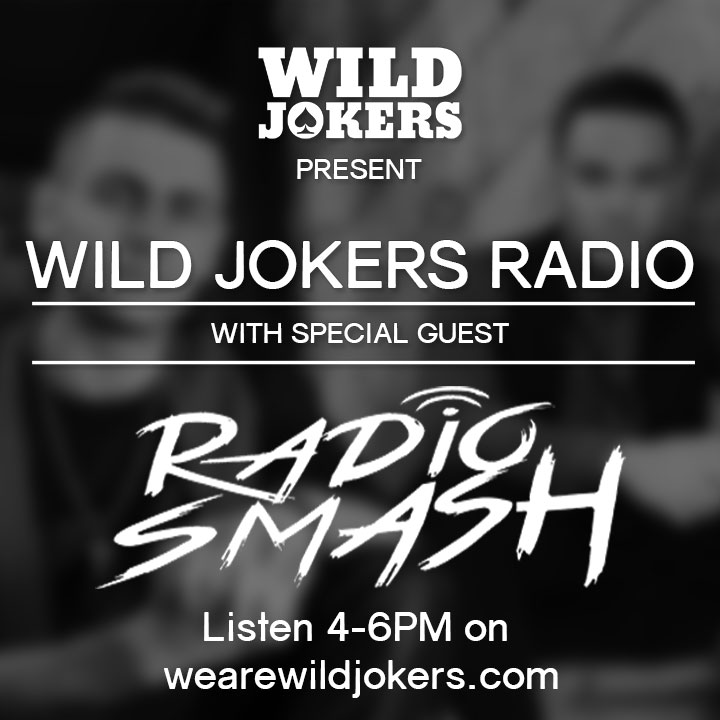 WILD
JOKERS
PRESENT
WILD JOKERS RADIO
WITH SPECIAL GUEST
RADIO
SMASH
Listen 4-6PM on
wearewildjokers.com